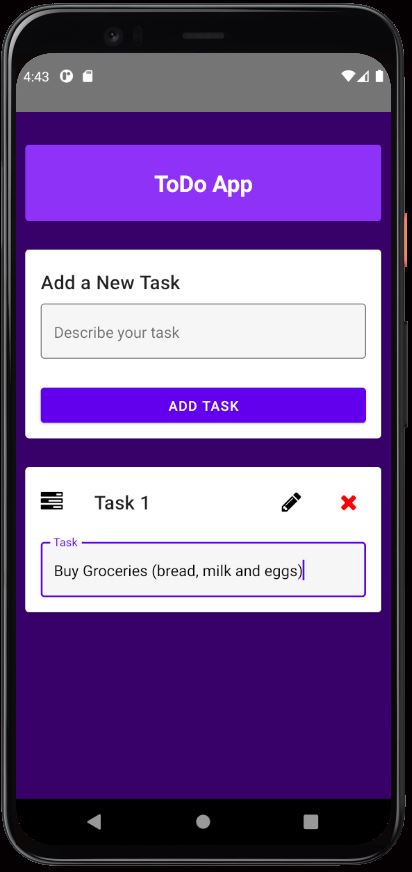 4:43
ToDo App
Add a New Task
Describe your task
ADD TASK
Task 1
Task
Buy Groceries (bread, milk and eggs)